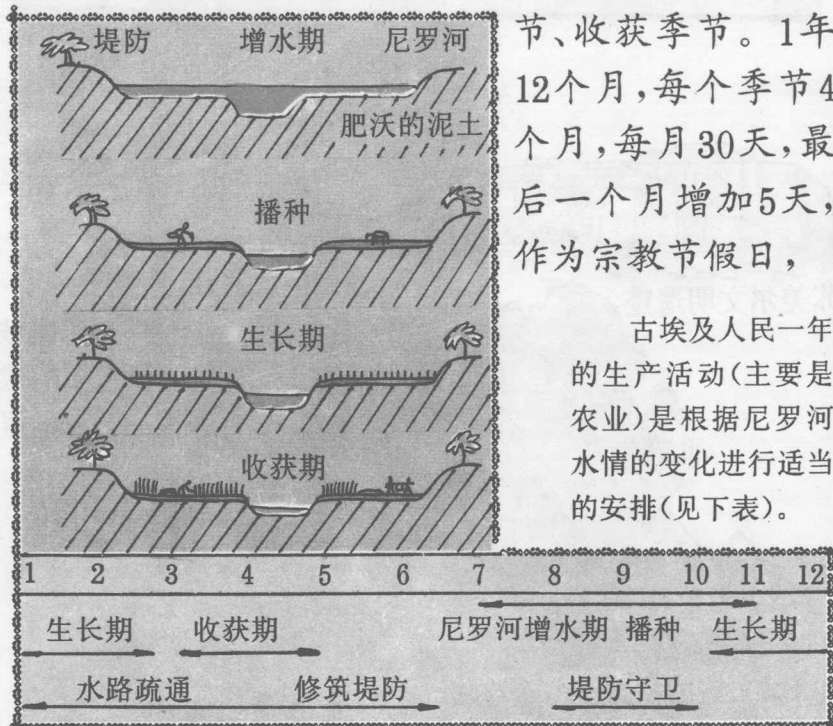 堤防 增水期 尼罗河
肥沃的泥土
播种
生长期
收获期
节、收获季节。1年
12个月,每个季节4
个月,每月30天,最
后一个月增加5天,
作为宗教节假日,
古埃及人民一年
的生产活动(主要是
农业)是根据尼罗河
水情的变化进行适当
的安排(见下表)。
1 2 3 4 5 6 7 8 9 10 11 12
生长期 收获期 尼罗河增水期 播种 生长期
水路疏通 修筑堤防 堤防守卫